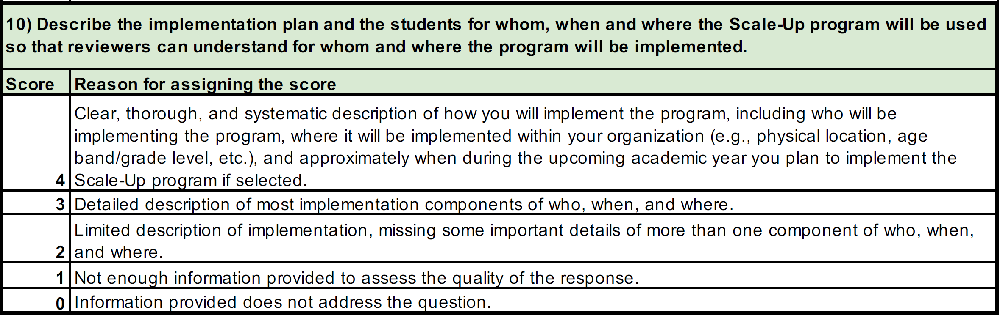 10) Describe the implementation plan and the students for whom, when and where the Scale-Up program will be used
so that reviewers can understand for whom and where the program will be implemented.
Score Reason for assigning the score
Clear, thorough, and systematic description of how you will implement the program, including who will be
implementing the program, where it will be implemented within your organization (e.g., physical location, age
band/grade level, etc.), and approximately when during the upcoming academic year you plan to implement the
4 Scale-Up program if selected.
3 Detailed description of most implementation components of who, when, and where.
Limited description of implementation, missing some important details of more than one component of who, when,
2 and where.
1 Not enough information provided to assess the quality of the response.
0 Information provided does not address the question.